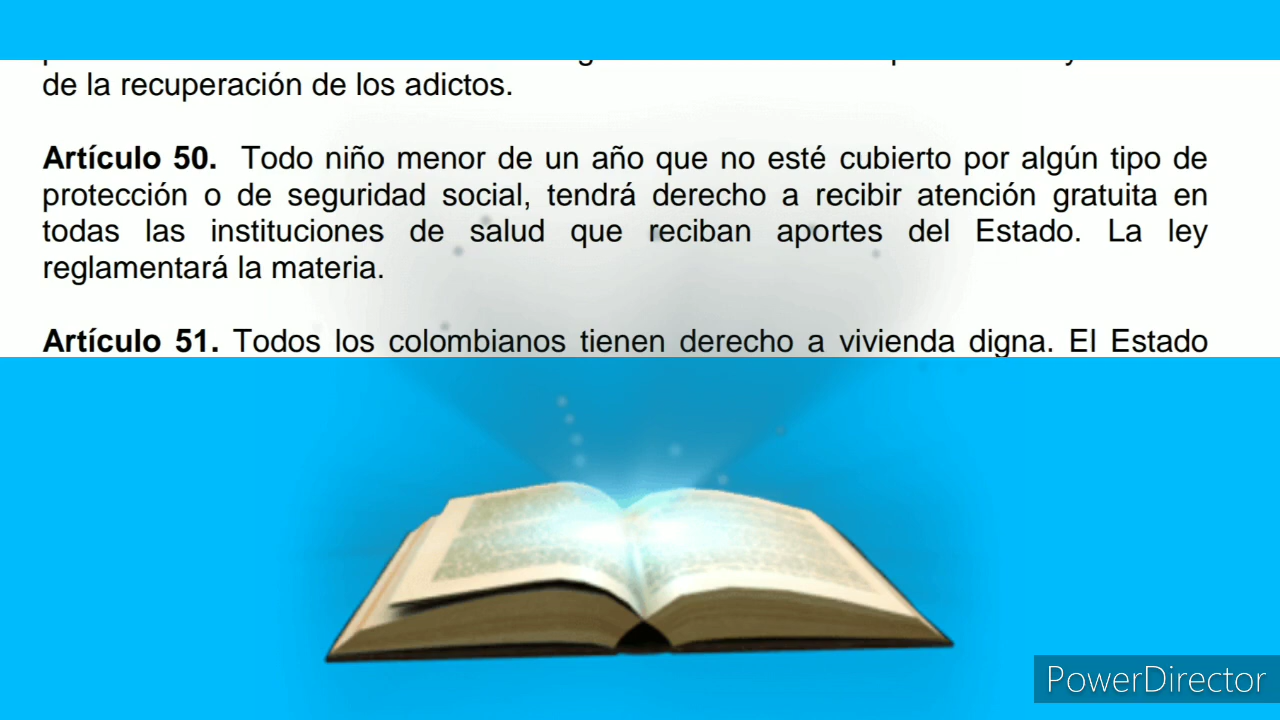 de la recuperación de los adictos.
Artículo 50. Todo niño menor de un año que no esté cubierto por algún tipo de
protección o de seguridad social, tendrá derecho a recibir atención gratuita en
todas las instituciones de salud que reciban aportes del Estado. La ley
reglamentará la materia.
Artículo 51. Todos los colombianos tienen derecho a vivienda digna. El Estado
PowerDirector